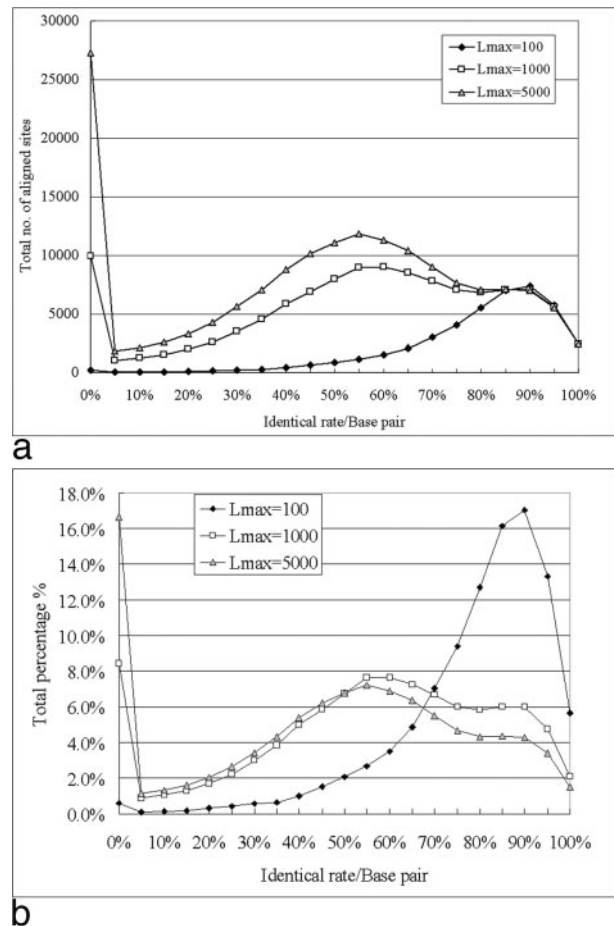 30000
25000
20000
15000
10000
5000
0
Total no. of aligned sites
Lmax=100
Lmax=1000
Lmax=5000
0% 10% 20% 30% 40% 50% 60% 70% 80% 90% 100%
Identical rate/Base pair
a
18.0%
16.0%
14.0%
12.0%
10.0%
8.0%
6.0%
4.0%
2.0%
0.0%
Total percentage %
Lmax=100
Lmax=1000
Lmax=5000
0% 10% 20% 30% 40% 50% 60% 70% 80% 90% 100%
Identical rate/Base pair
b